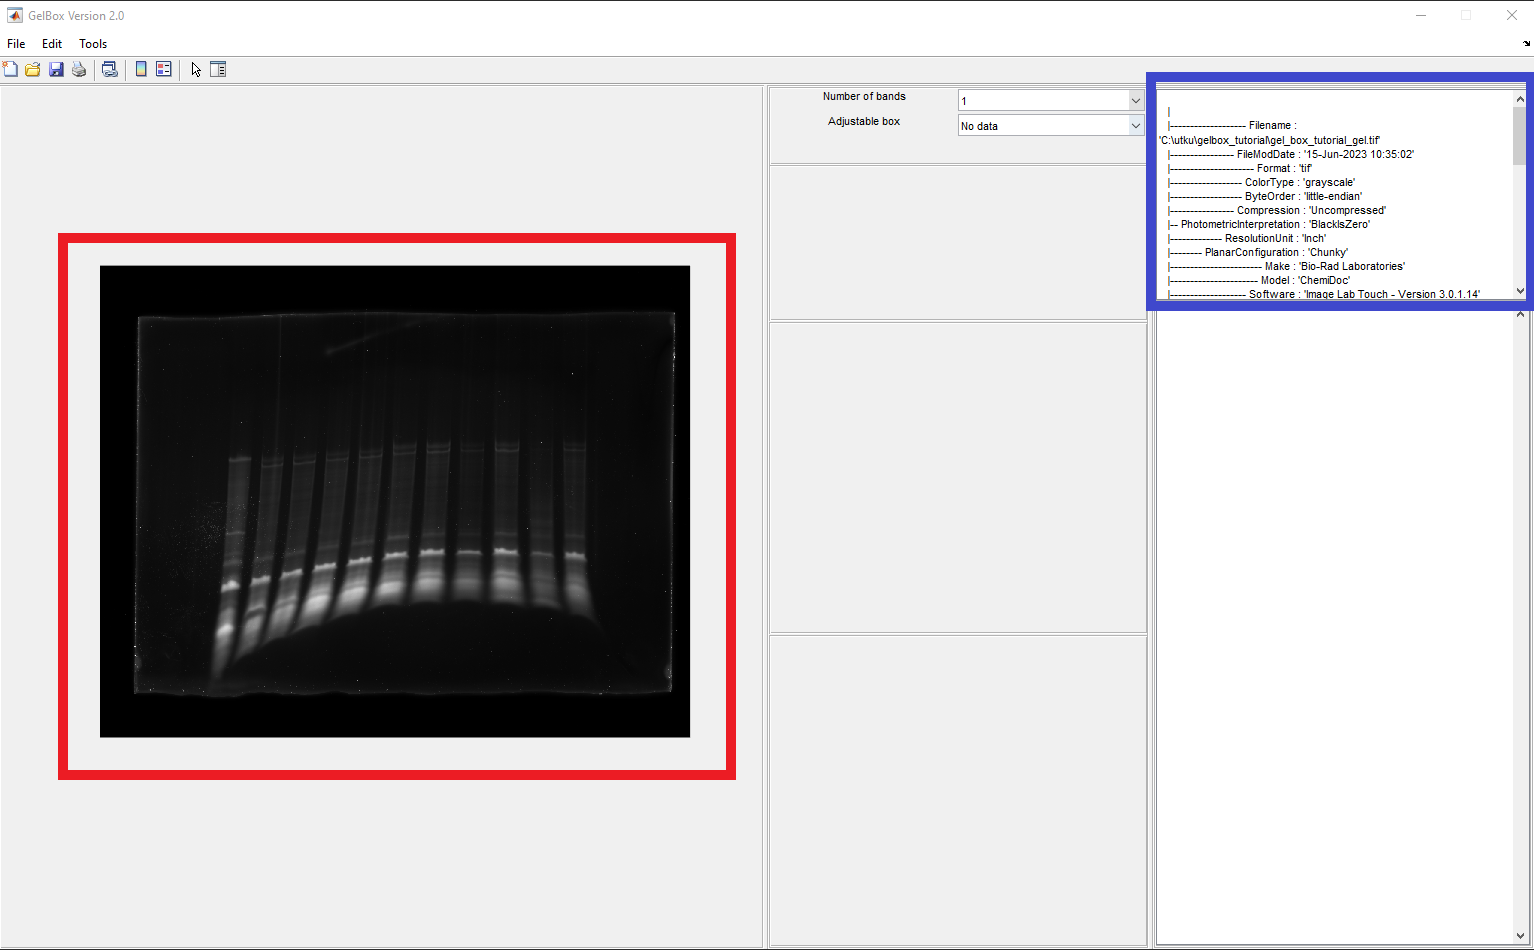 GelBox Version 2.0
File Edit Tools
Number of bands 1
Adjustable box No data
|
|------------------- Filename :
'C:\utku\gelbox_tutorial\gel_box_tutorial_gel.tif'
|---------------- FileModDate : '15-Jun-2023 10:35:02'
|--------------------- Format : 'tif'
|------------------ ColorType : 'grayscale'
|------------------ ByteOrder : 'little-endian'
|---------------- Compression : 'Uncompressed'
|-- PhotometricInterpretation : 'BlackIsZero'
|------------- ResolutionUnit : 'Inch'
|-------- PlanarConfiguration : 'Chunky'
|----------------------- Make : 'Bio-Rad Laboratories'
|---------------------- Model : 'ChemiDoc'
|------------------- Software : 'Image Lab Touch - Version 3.0.1.14'